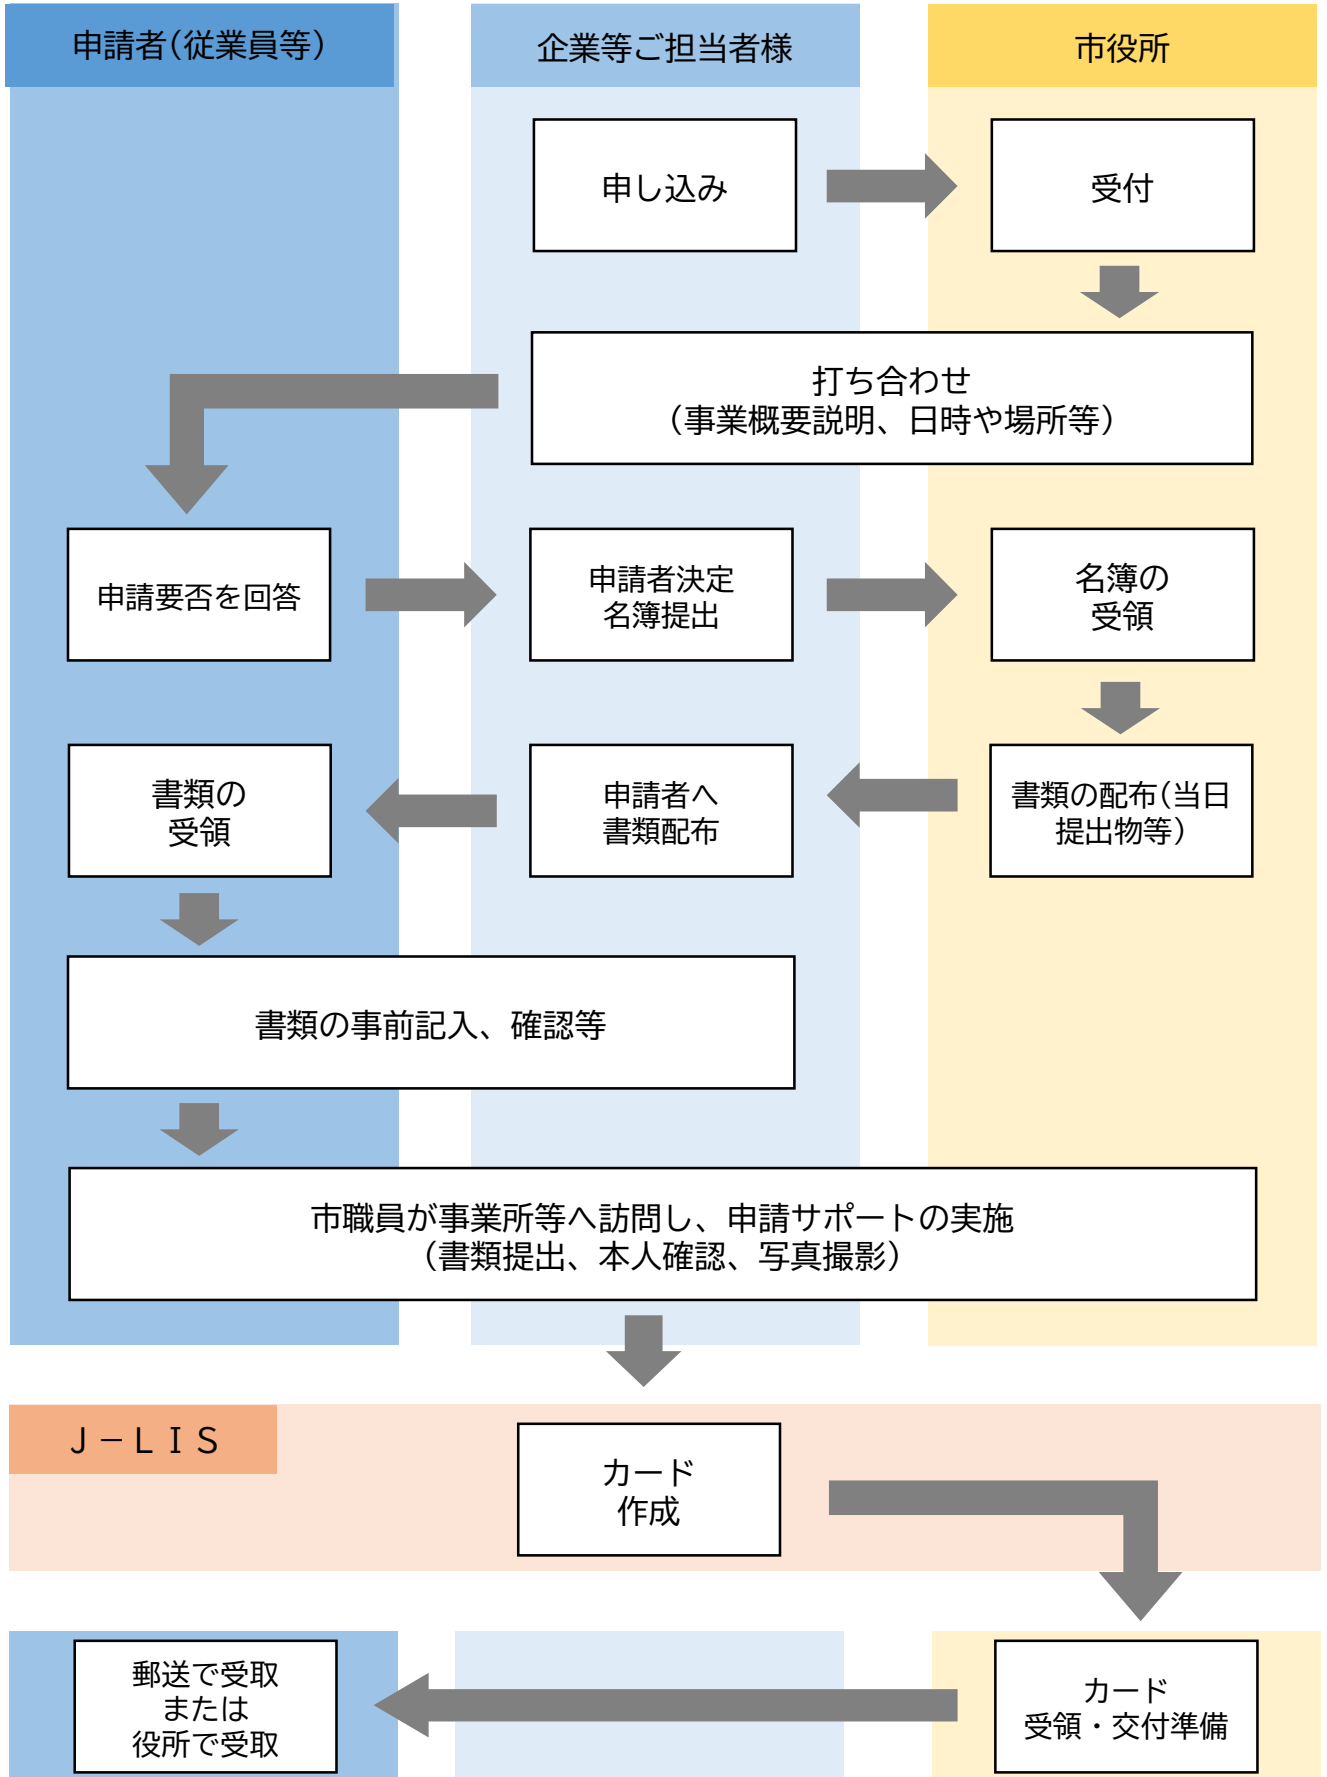 申請者(従業員等)
企業等ご担当者様
市役所
申し込み
受付
打ち合わせ
(事業概要説明、日時や場所等)
申請要否を回答
申請者決定
名簿提出
名簿の
受領
書類の
受領
申請者へ
書類配布
書類の配布(当日
提出物等)
書類の事前記入、確認等
市職員が事業所等へ訪問し、申請サポートの実施
(書類提出、本人確認、写真撮影)
J－LIS
カード
作成
郵送で受取
または
役所で受取
カード
受領・交付準備